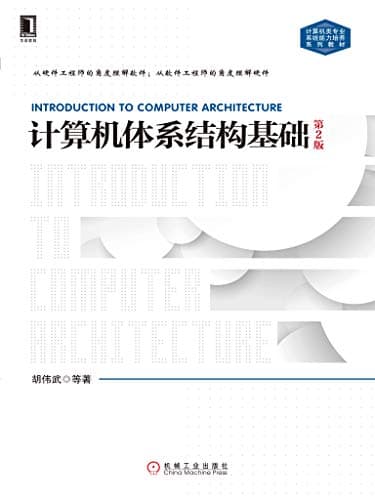 华章教育
计算机类专业
系统能力培养
系列教材
从硬件工程师的角度理解软件；从软件工程师的角度理解硬件
INTRODUCTION TO COMPUTER ARCHITECTURE
计算机体系结构基础 第2版
INTRODUCTION
TO
COMPUTER
ARCHITECTURE
胡伟武 等著
机械工业出版社
China Machine Press